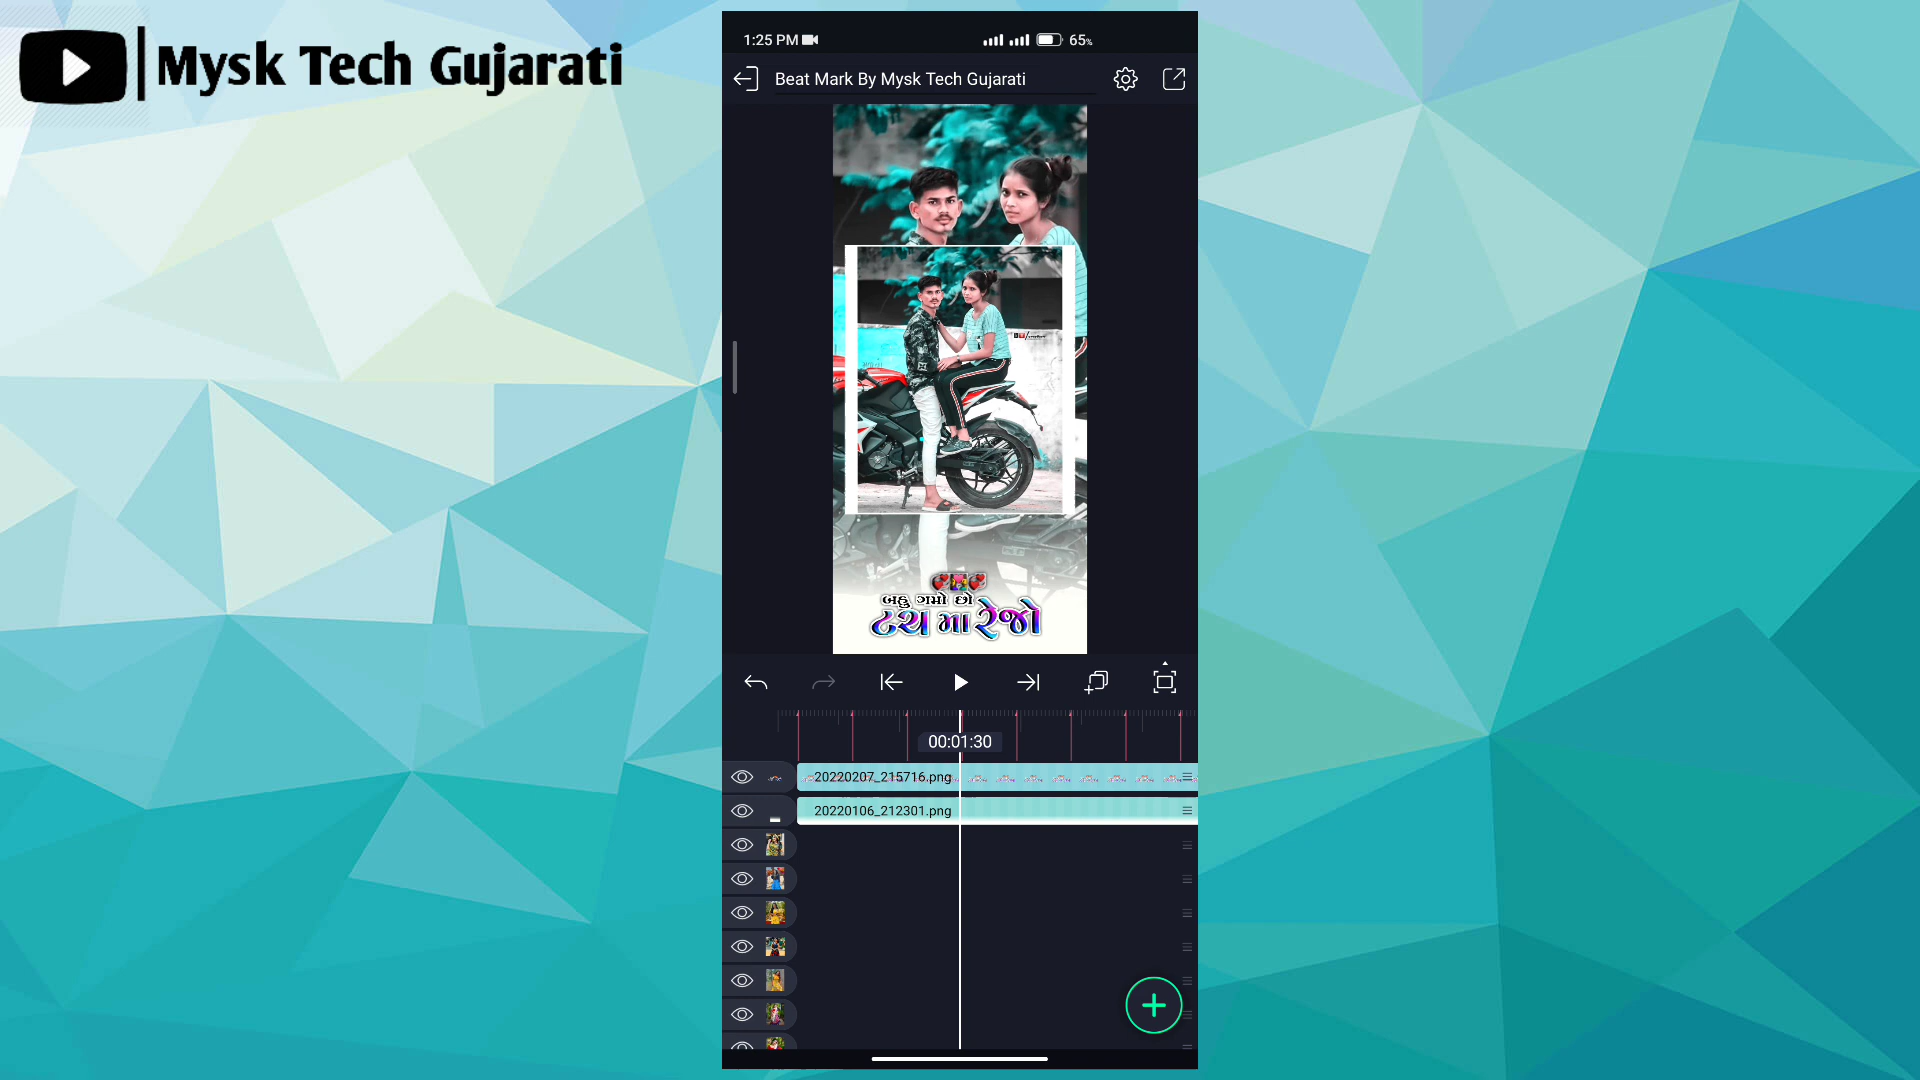 Mysk Tech Gujarati
1:25 PM
65%
Beat Mark By Mysk Tech Gujarati
બહુ ગમો છો
ટચ મા રેજો
00:01:30
20220207_215716.png
20220106_212301.png